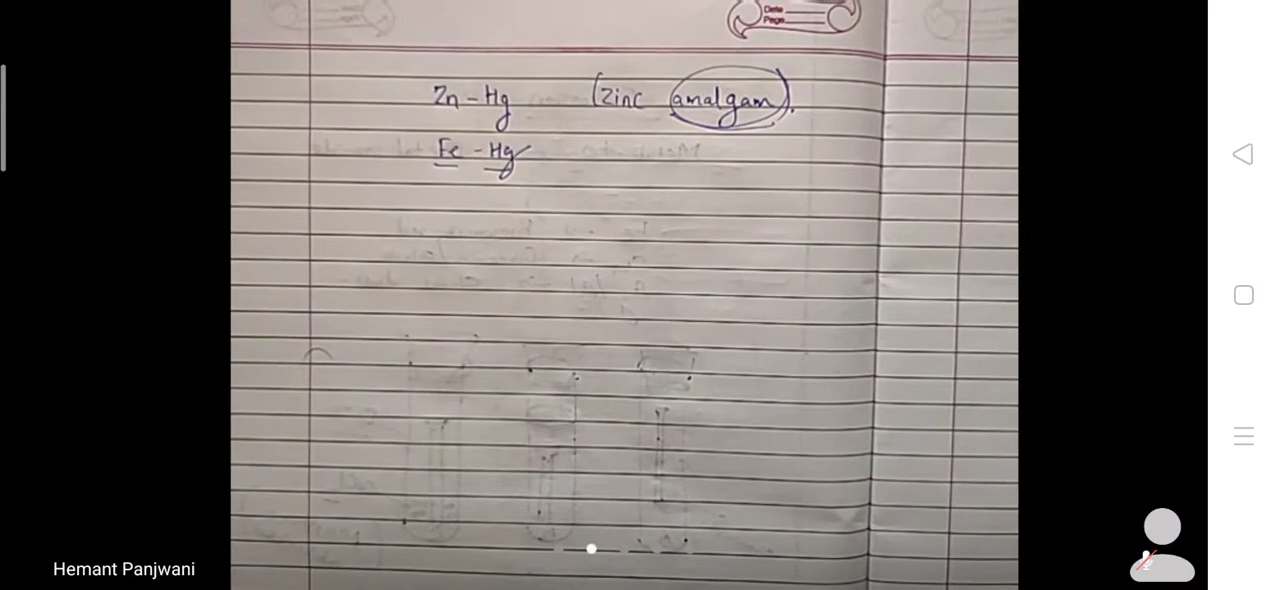 Date
Page
Zn - Hg (Zinc amalgam).
Fe - Hg
Hemant Panjwani